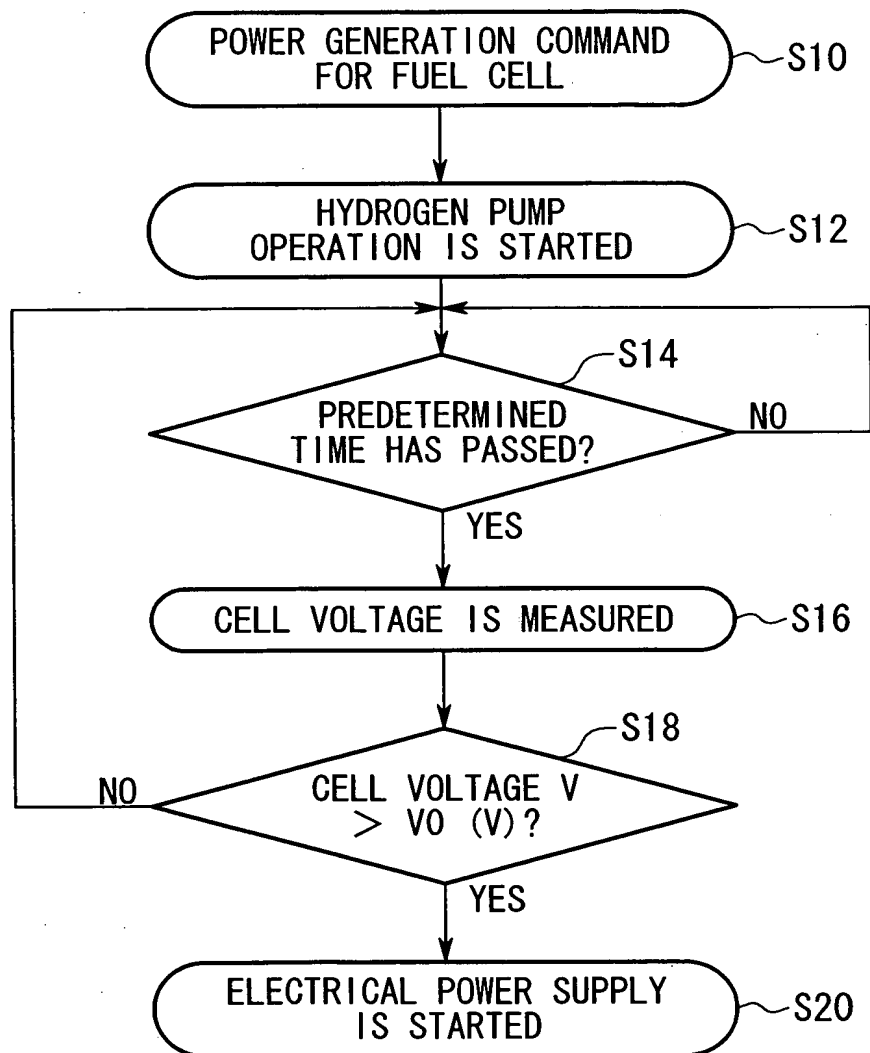 POWER GENERATION COMMAND
FOR FUEL CELL
S10
HYDROGEN PUMP
OPERATION IS STARTED
S12
S14
PREDETERMINED
TIME HAS PASSED?
NO
YES
CELL VOLTAGE IS MEASURED
S16
S18
NO
CELL VOLTAGE V
> VO (V)?
YES
ELECTRICAL POWER SUPPLY
IS STARTED
S20